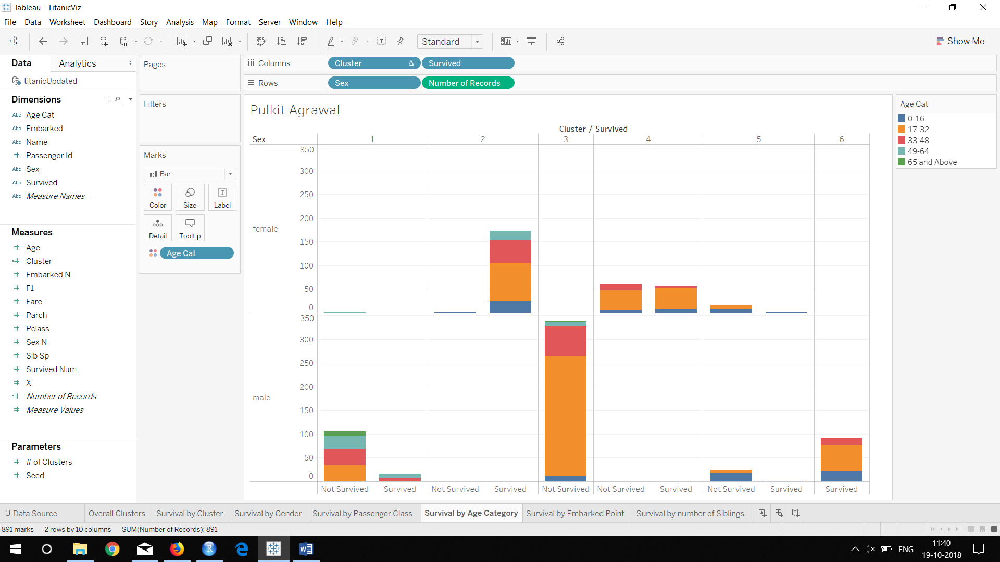 Tableau - TitanicViz
File Data Worksheet Dashboard Story Analysis Map Format Server Window Help
Standard
Show Me
Data Analytics
titanicUpdated
Dimensions
Abc Age Cat
Abc Embarked
Abc Name
# Passenger Id
Abc Sex
Abc Survived
Abc Measure Names
Measures
# Age
=# Cluster
# Embarked N
# F1
# Fare
# Parch
# Pclass
# Sex N
# Sib Sp
# Survived Num
# X
=# Number of Records
# Measure Values
Parameters
# # of Clusters
# Seed
Pages
Filters
Marks
Bar
Color Size Label
Detail Tooltip
Age Cat
Columns Cluster Δ Survived
Rows Sex Number of Records
Pulkit Agrawal
Cluster / Survived
Sex 1 2 3 4 5 6
350
300
250
200
female
150
100
50
0
350
300
250
200
male
150
100
50
0
Not Survived Survived Not Survived Survived Not Survived Not Survived Survived Not Survived Survived Survived
Age Cat
0-16
17-32
33-48
49-64
65 and Above
Data Source Overall Clusters Survival by Cluster Survival by Gender Survival by Passenger Class Survival by Age Category Survival by Embarked Point Survival by number of Siblings
891 marks 2 rows by 10 columns SUM(Number of Records): 891
ENG
11:40
19-10-2018